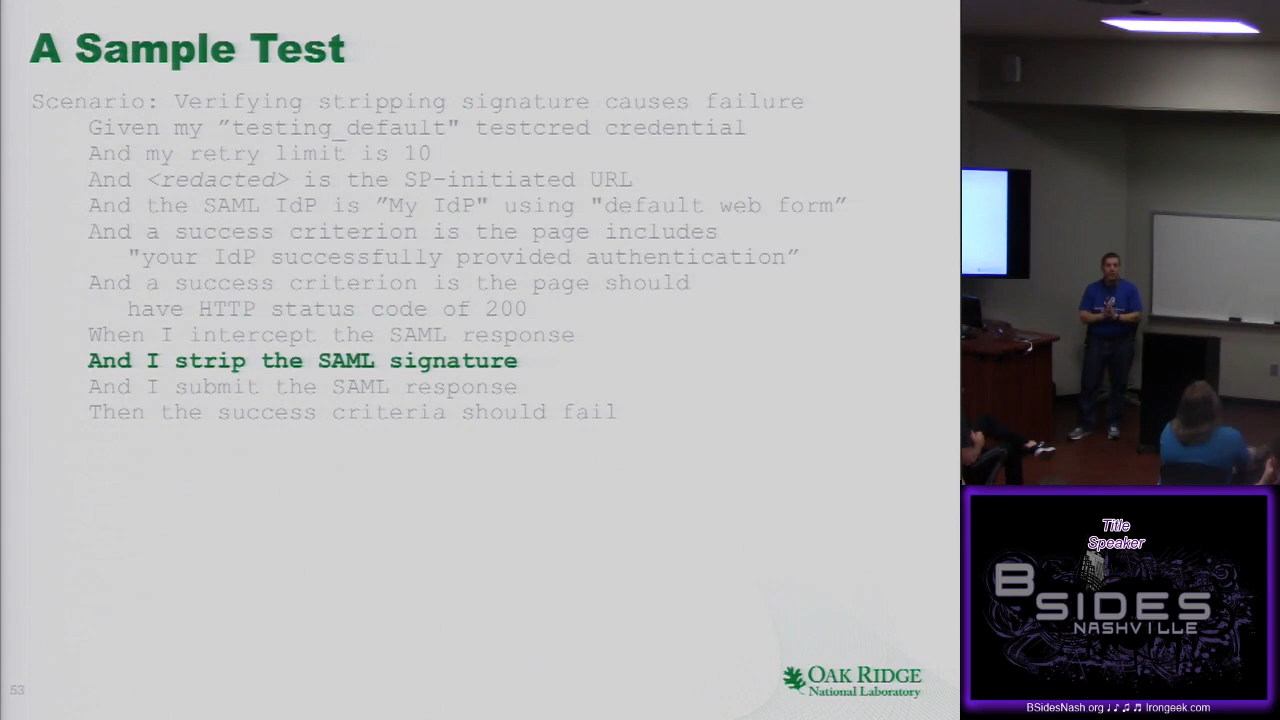 A Sample Test
Scenario: Verifying stripping signature causes failure
Given my ”testing_default" testcred credential
And my retry limit is 10
And <redacted> is the SP-initiated URL
And the SAML IdP is ”My IdP" using "default web form”
And a success criterion is the page includes
"your IdP successfully provided authentication”
And a success criterion is the page should
have HTTP status code of 200
When I intercept the SAML response
And I strip the SAML signature
And I submit the SAML response
Then the success criteria should fail
53
OAK RIDGE
National Laboratory
Title
Speaker
BSIDES
NASHVILLE
BSidesNash.org ♩ ♪ ♫ ♬ Irongeek.com